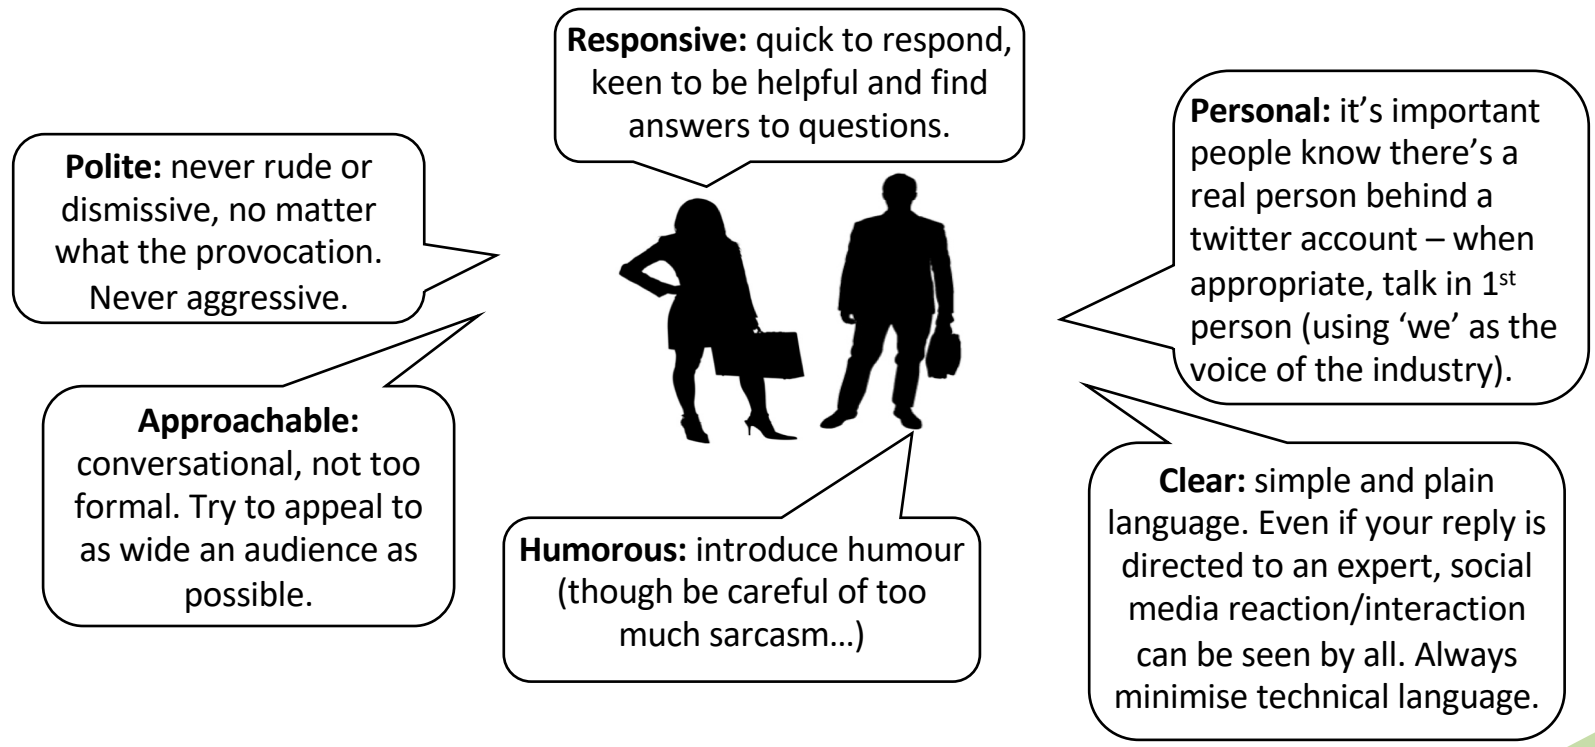 Responsive: quick to respond,
keen to be helpful and find
answers to questions.
Polite: never rude or
dismissive, no matter
what the provocation.
Never aggressive.
Personal: it’s important
people know there’s a
real person behind a
twitter account – when
appropriate, talk in 1st
person (using ‘we’ as the
voice of the industry).
Approachable:
conversational, not too
formal. Try to appeal to
as wide an audience as
possible.
Humorous: introduce humour
(though be careful of too
much sarcasm…)
Clear: simple and plain
language. Even if your reply is
directed to an expert, social
media reaction/interaction
can be seen by all. Always
minimise technical language.